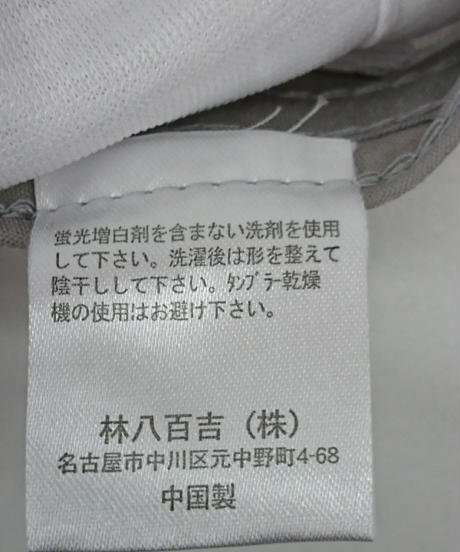 蛍光増白剤を含まない洗剤を使用
して下さい。洗濯後は形を整えて
陰干しして下さい。ﾀﾝﾌﾞﾗｰ乾燥
機の使用はお避け下さい。
林八百吉（株）
名古屋市中川区元中野町4-68
中国製